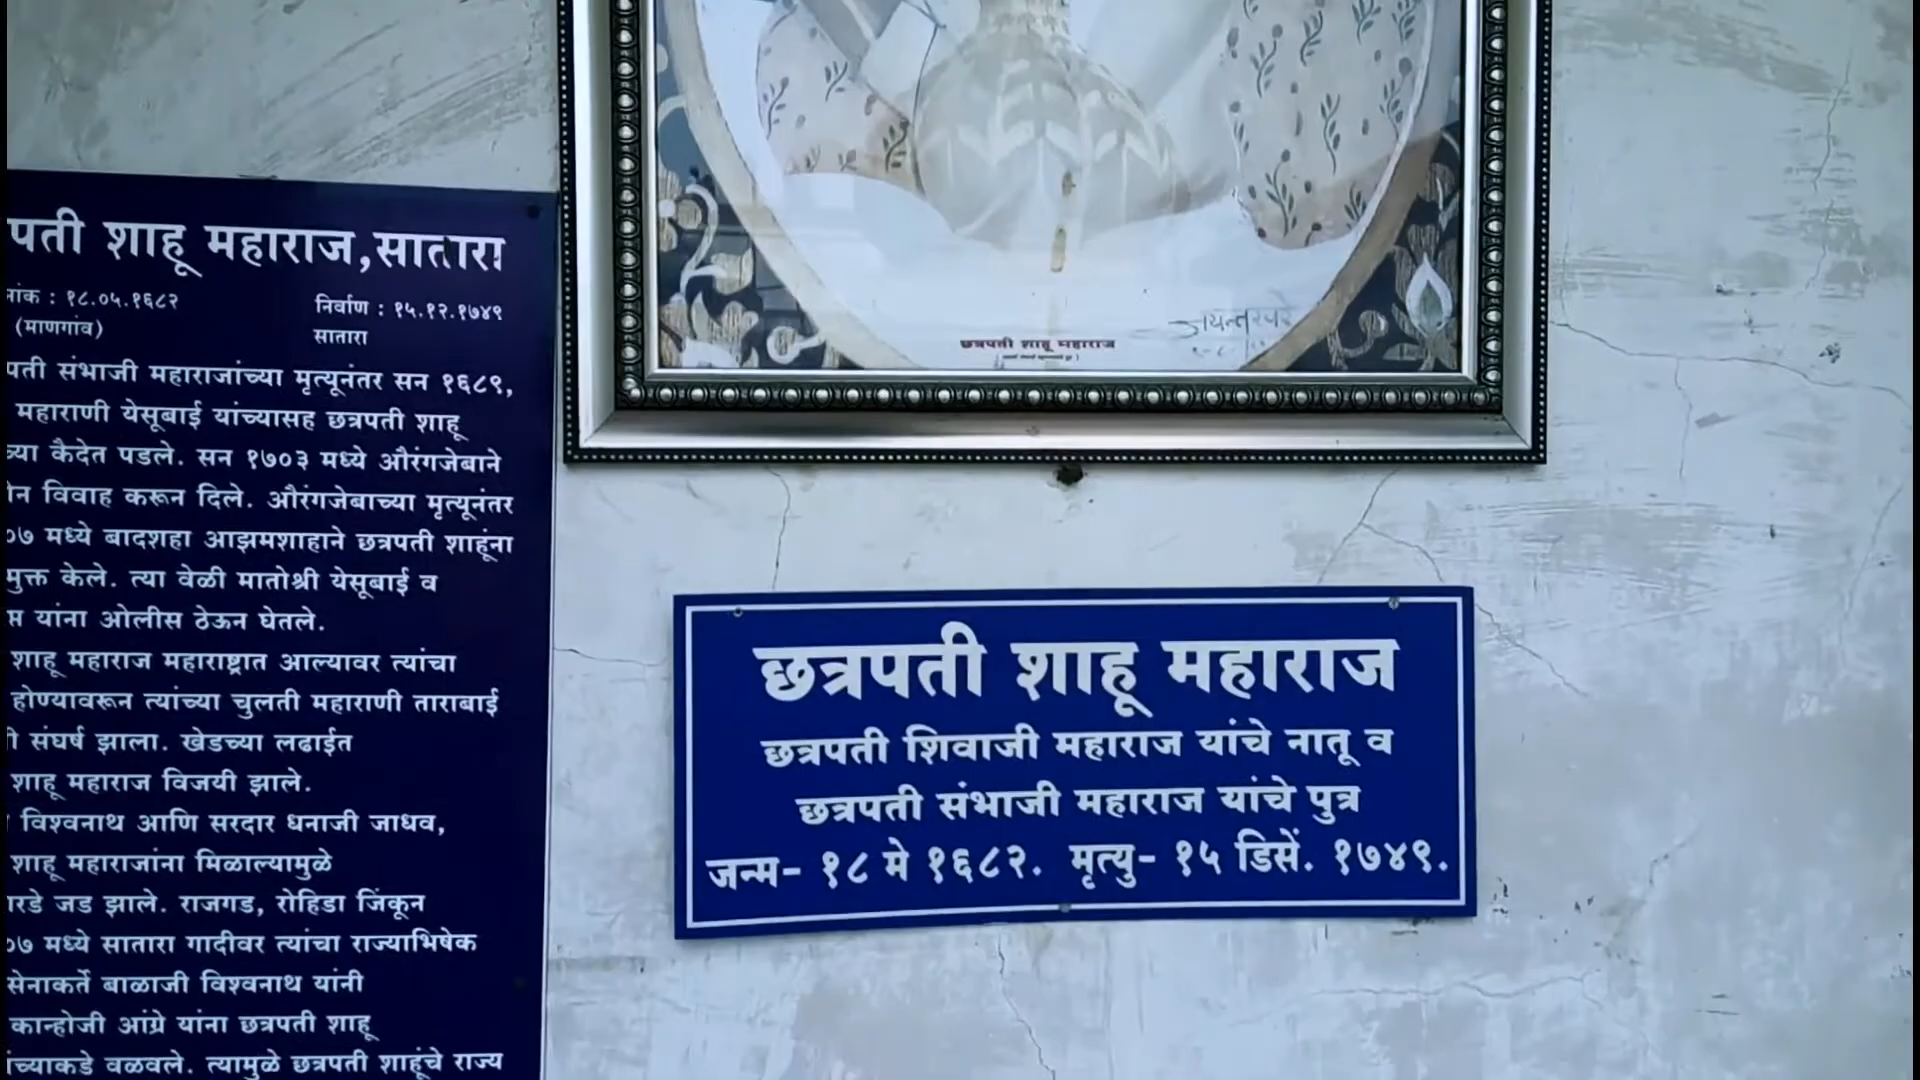 पती शाहू महाराज,सातारा
नांक : १८.०५.१६८२ निर्वाण : १५.१२.१७४९
(माणगांव) सातारा
पती संभाजी महाराजांच्या मृत्यूनंतर सन १६८९,
महाराणी येसूबाई यांच्यासह छत्रपती शाहू
च्या कैदेत पडले. सन १७०३ मध्ये औरंगजेबाने
विवाह करून दिले. औरंगजेबाच्या मृत्यूनंतर
०७ मध्ये बादशहा आझमशाहाने छत्रपती शाहूंना
मुक्त केले. त्या वेळी मातोश्री येसूबाई व
यांना ओलीस ठेऊन घेतले.
शाहू महाराज महाराष्ट्रात आल्यावर त्यांचा
होण्यावरून त्यांच्या चुलती महाराणी ताराबाई
संघर्ष झाला. खेडच्या लढाईत
शाहू महाराज विजयी झाले.
विश्वनाथ आणि सरदार धनाजी जाधव,
शाहू महाराजांना मिळाल्यामुळे
रडे जड झाले. राजगड, रोहिडा जिंकून
०७ मध्ये सातारा गादीवर त्यांचा राज्याभिषेक
सेनाकर्ते बाळाजी विश्वनाथ यांनी
कान्होजी आंग्रे यांना छत्रपती शाहू
च्याकडे वळवले. त्यामुळे छत्रपती शाहूंचे राज्य
छत्रपती शाहू महाराज
छत्रपती शाहू महाराज
छत्रपती शिवाजी महाराज यांचे नातू व
छत्रपती संभाजी महाराज यांचे पुत्र
जन्म- १८ मे १६८२. मृत्यु- १५ डिसें. १७४९.